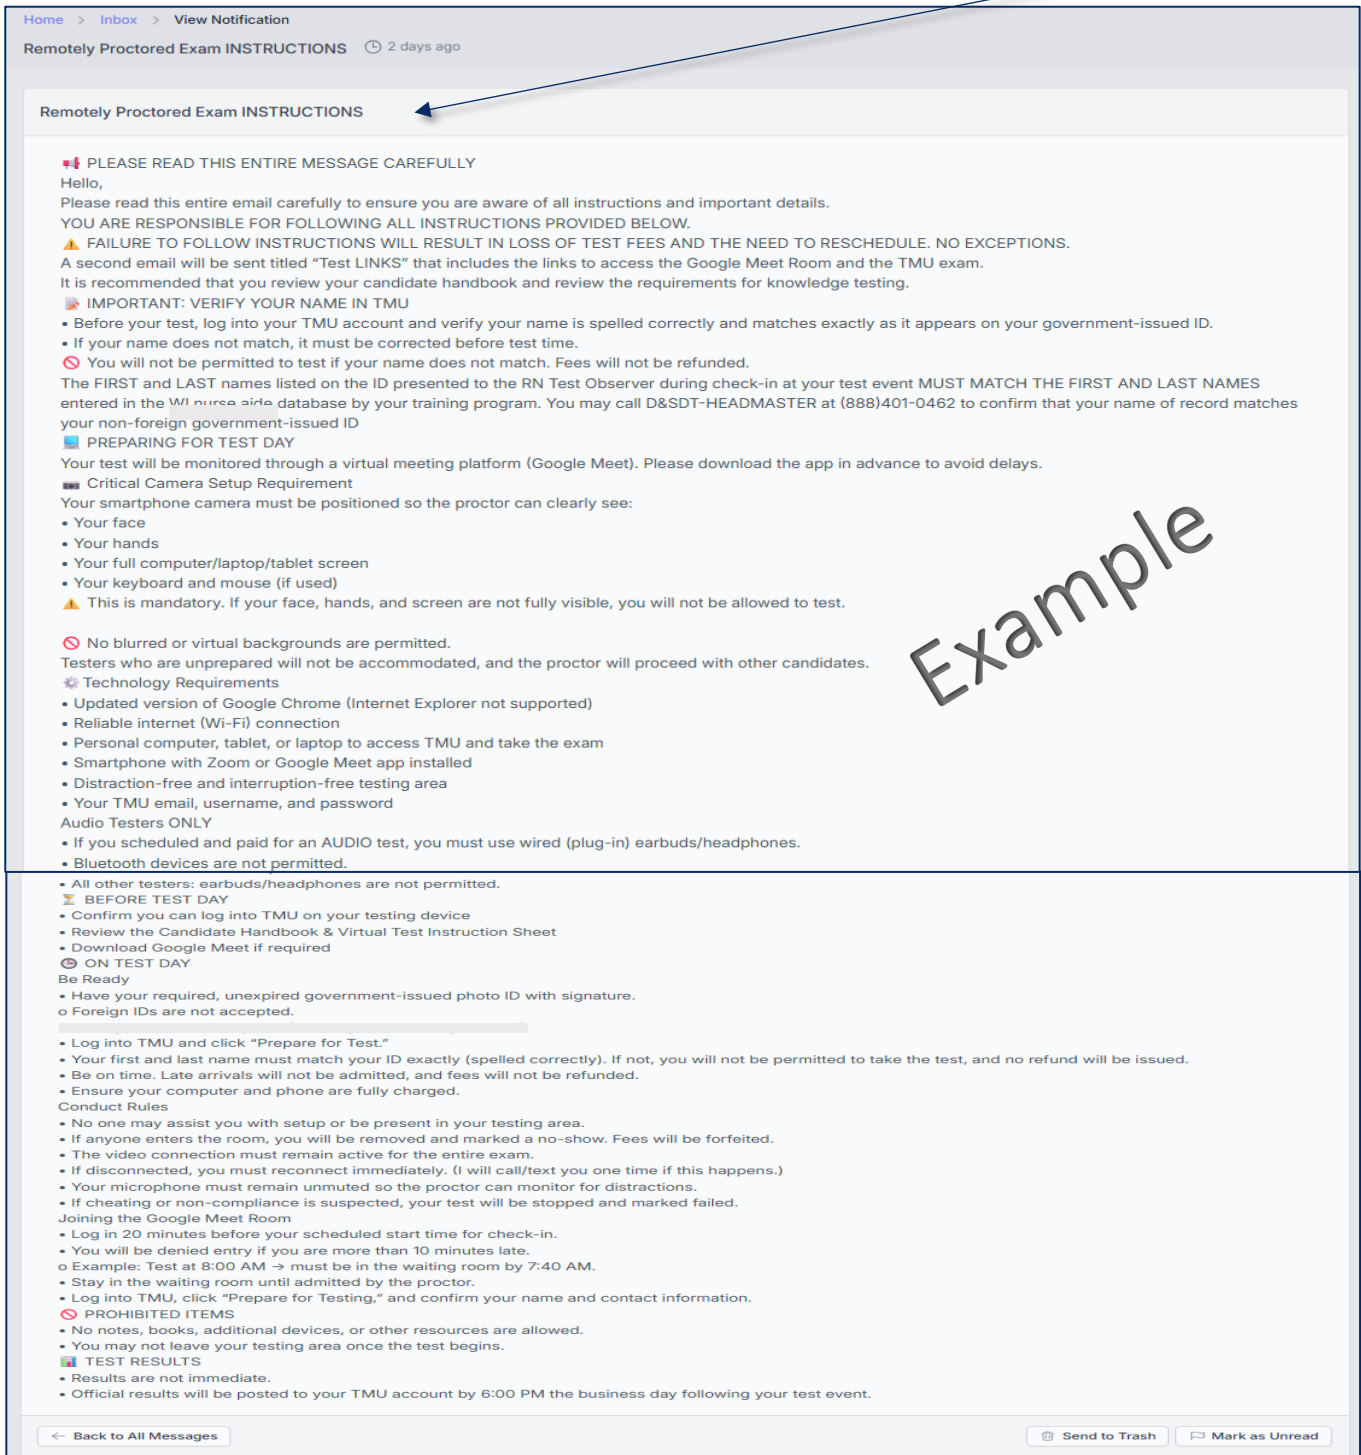 Home > Inbox > View Notification
Remotely Proctored Exam INSTRUCTIONS 2 days ago
Remotely Proctored Exam INSTRUCTIONS
PLEASE READ THIS ENTIRE MESSAGE CAREFULLY
Hello,
Please read this entire email carefully to ensure you are aware of all instructions and important details.
YOU ARE RESPONSIBLE FOR FOLLOWING ALL INSTRUCTIONS PROVIDED BELOW.
FAILURE TO FOLLOW INSTRUCTIONS WILL RESULT IN LOSS OF TEST FEES AND THE NEED TO RESCHEDULE. NO EXCEPTIONS.
A second email will be sent titled “Test LINKS” that includes the links to access the Google Meet Room and the TMU exam.
It is recommended that you review your candidate handbook and review the requirements for knowledge testing.
IMPORTANT: VERIFY YOUR NAME IN TMU
• Before your test, log into your TMU account and verify your name is spelled correctly and matches exactly as it appears on your government-issued ID.
• If your name does not match, it must be corrected before test time.
You will not be permitted to test if your name does not match. Fees will not be refunded.
The FIRST and LAST names listed on the ID presented to the RN Test Observer during check-in at your test event MUST MATCH THE FIRST AND LAST NAMES
entered in the WI nurse aide database by your training program. You may call D&SDT-HEADMASTER at (888)401-0462 to confirm that your name of record matches
your non-foreign government-issued ID
PREPARING FOR TEST DAY
Your test will be monitored through a virtual meeting platform (Google Meet). Please download the app in advance to avoid delays.
Critical Camera Setup Requirement
Your smartphone camera must be positioned so the proctor can clearly see:
• Your face
• Your hands
• Your full computer/laptop/tablet screen
• Your keyboard and mouse (if used)
This is mandatory. If your face, hands, and screen are not fully visible, you will not be allowed to test.
Example
No blurred or virtual backgrounds are permitted.
Testers who are unprepared will not be accommodated, and the proctor will proceed with other candidates.
Technology Requirements
• Updated version of Google Chrome (Internet Explorer not supported)
• Reliable internet (Wi-Fi) connection
• Personal computer, tablet, or laptop to access TMU and take the exam
• Smartphone with Zoom or Google Meet app installed
• Distraction-free and interruption-free testing area
• Your TMU email, username, and password
Audio Testers ONLY
• If you scheduled and paid for an AUDIO test, you must use wired (plug-in) earbuds/headphones.
• Bluetooth devices are not permitted.
• All other testers: earbuds/headphones are not permitted.
BEFORE TEST DAY
• Confirm you can log into TMU on your testing device
• Review the Candidate Handbook & Virtual Test Instruction Sheet
• Download Google Meet if required
ON TEST DAY
Be Ready
• Have your required, unexpired government-issued photo ID with signature.
o Foreign IDs are not accepted.
• Log into TMU and click “Prepare for Test.”
• Your first and last name must match your ID exactly (spelled correctly). If not, you will not be permitted to take the test, and no refund will be issued.
• Be on time. Late arrivals will not be admitted, and fees will not be refunded.
• Ensure your computer and phone are fully charged.
Conduct Rules
• No one may assist you with setup or be present in your testing area.
• If anyone enters the room, you will be removed and marked a no-show. Fees will be forfeited.
• The video connection must remain active for the entire exam.
• If disconnected, you must reconnect immediately. (I will call/text you one time if this happens.)
• Your microphone must remain unmuted so the proctor can monitor for distractions.
• If cheating or non-compliance is suspected, your test will be stopped and marked failed.
Joining the Google Meet Room
• Log in 20 minutes before your scheduled start time for check-in.
• You will be denied entry if you are more than 10 minutes late.
o Example: Test at 8:00 AM → must be in the waiting room by 7:40 AM.
• Stay in the waiting room until admitted by the proctor.
• Log into TMU, click “Prepare for Testing,” and confirm your name and contact information.
PROHIBITED ITEMS
• No notes, books, additional devices, or other resources are allowed.
• You may not leave your testing area once the test begins.
TEST RESULTS
• Results are not immediate.
• Official results will be posted to your TMU account by 6:00 PM the business day following your test event.
← Back to All Messages
Send to Trash
Mark as Unread